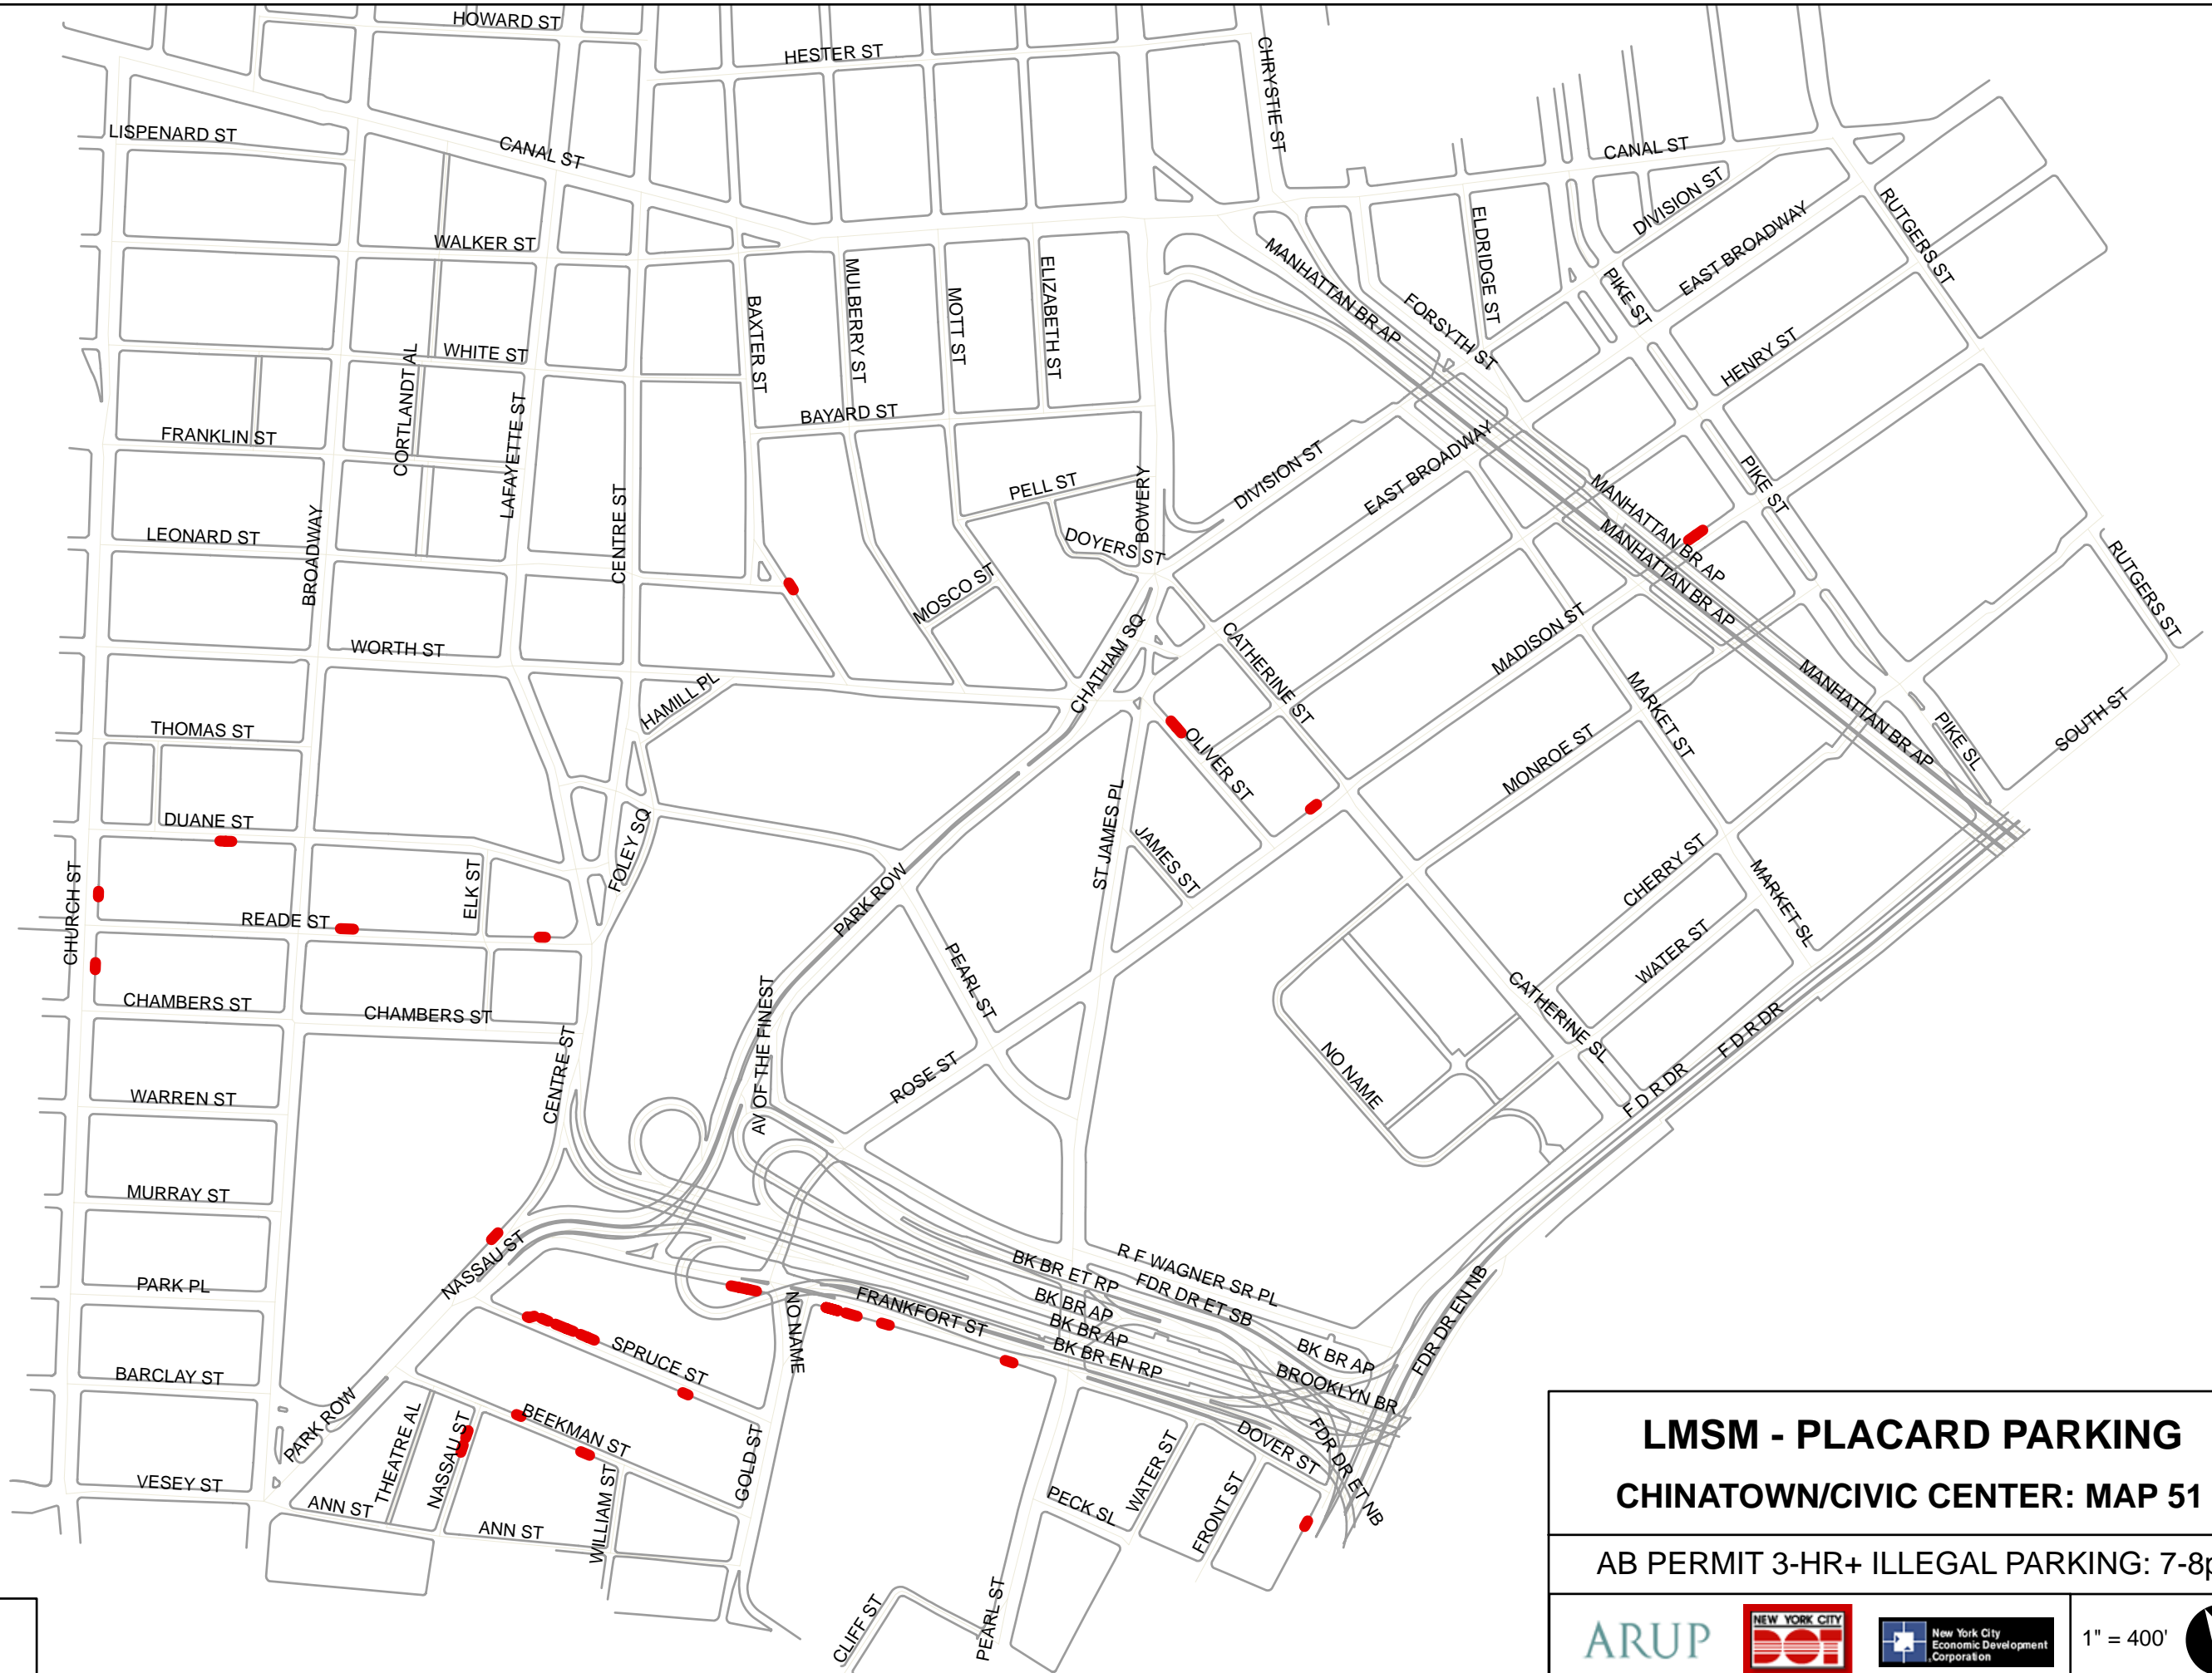 HOWARD ST
HESTER ST
CHRYSTIE ST
LISPENARD ST
CANAL ST
CANAL ST
DIVISION ST
RUTGERS ST
EAST BROADWAY
ELDRIDGE ST
WALKER ST
MANHATTAN BR AP
MULBERRY ST
ELIZABETH ST
MOTT ST
BAXTER ST
FORSYTH ST
PIKE ST
HENRY ST
WHITE ST
CORTLANDT AL
LAFAYETTE ST
BAYARD ST
FRANKLIN ST
EAST BROADWAY
DIVISION ST
PELL ST
BOWERY
PIKE ST
MANHATTAN BR AP
MANHATTAN BR AP
CENTRE ST
BROADWAY
LEONARD ST
DOYERS ST
RUTGERS ST
MOSCO ST
MADISON ST
CATHERINE ST
CHATHAM SQ
WORTH ST
HAMILL PL
MARKET ST
MANHATTAN BR AP
SOUTH ST
PIKE SL
THOMAS ST
OLIVER ST
MONROE ST
DUANE ST
FOLEY SQ
ST JAMES PL
JAMES ST
CHERRY ST
MARKET SL
ELK ST
CHURCH ST
READE ST
PARK ROW
PEARL ST
WATER ST
CHAMBERS ST
CHAMBERS ST
CENTRE ST
AV OF THE FINEST
CATHERINE SL
F D R DR
F D R DR
ROSE ST
NO NAME
WARREN ST
MURRAY ST
NASSAU ST
PARK PL
R F WAGNER SR PL
BK BR ET RP
FDR DR ET SB
BK BR AP
BK BR AP
BK BR EN RP
FRANKFORT ST
NO NAME
FDR DR EN NB
BK BR AP
BROOKLYN BR
SPRUCE ST
BARCLAY ST
PARK ROW
THEATRE AL
NASSAU ST
BEEKMAN ST
DOVER ST
FDR DR ET NB
GOLD ST
WATER ST
VESEY ST
ANN ST
ANN ST
WILLIAM ST
PECK SL
FRONT ST
CLIFF ST
PEARL ST
LMSM - PLACARD PARKING
CHINATOWN/CIVIC CENTER: MAP 51
AB PERMIT 3-HR+ ILLEGAL PARKING: 7-8p
ARUP
NEW YORK CITY
DOT
New York City
Economic Development
Corporation
1" = 400'